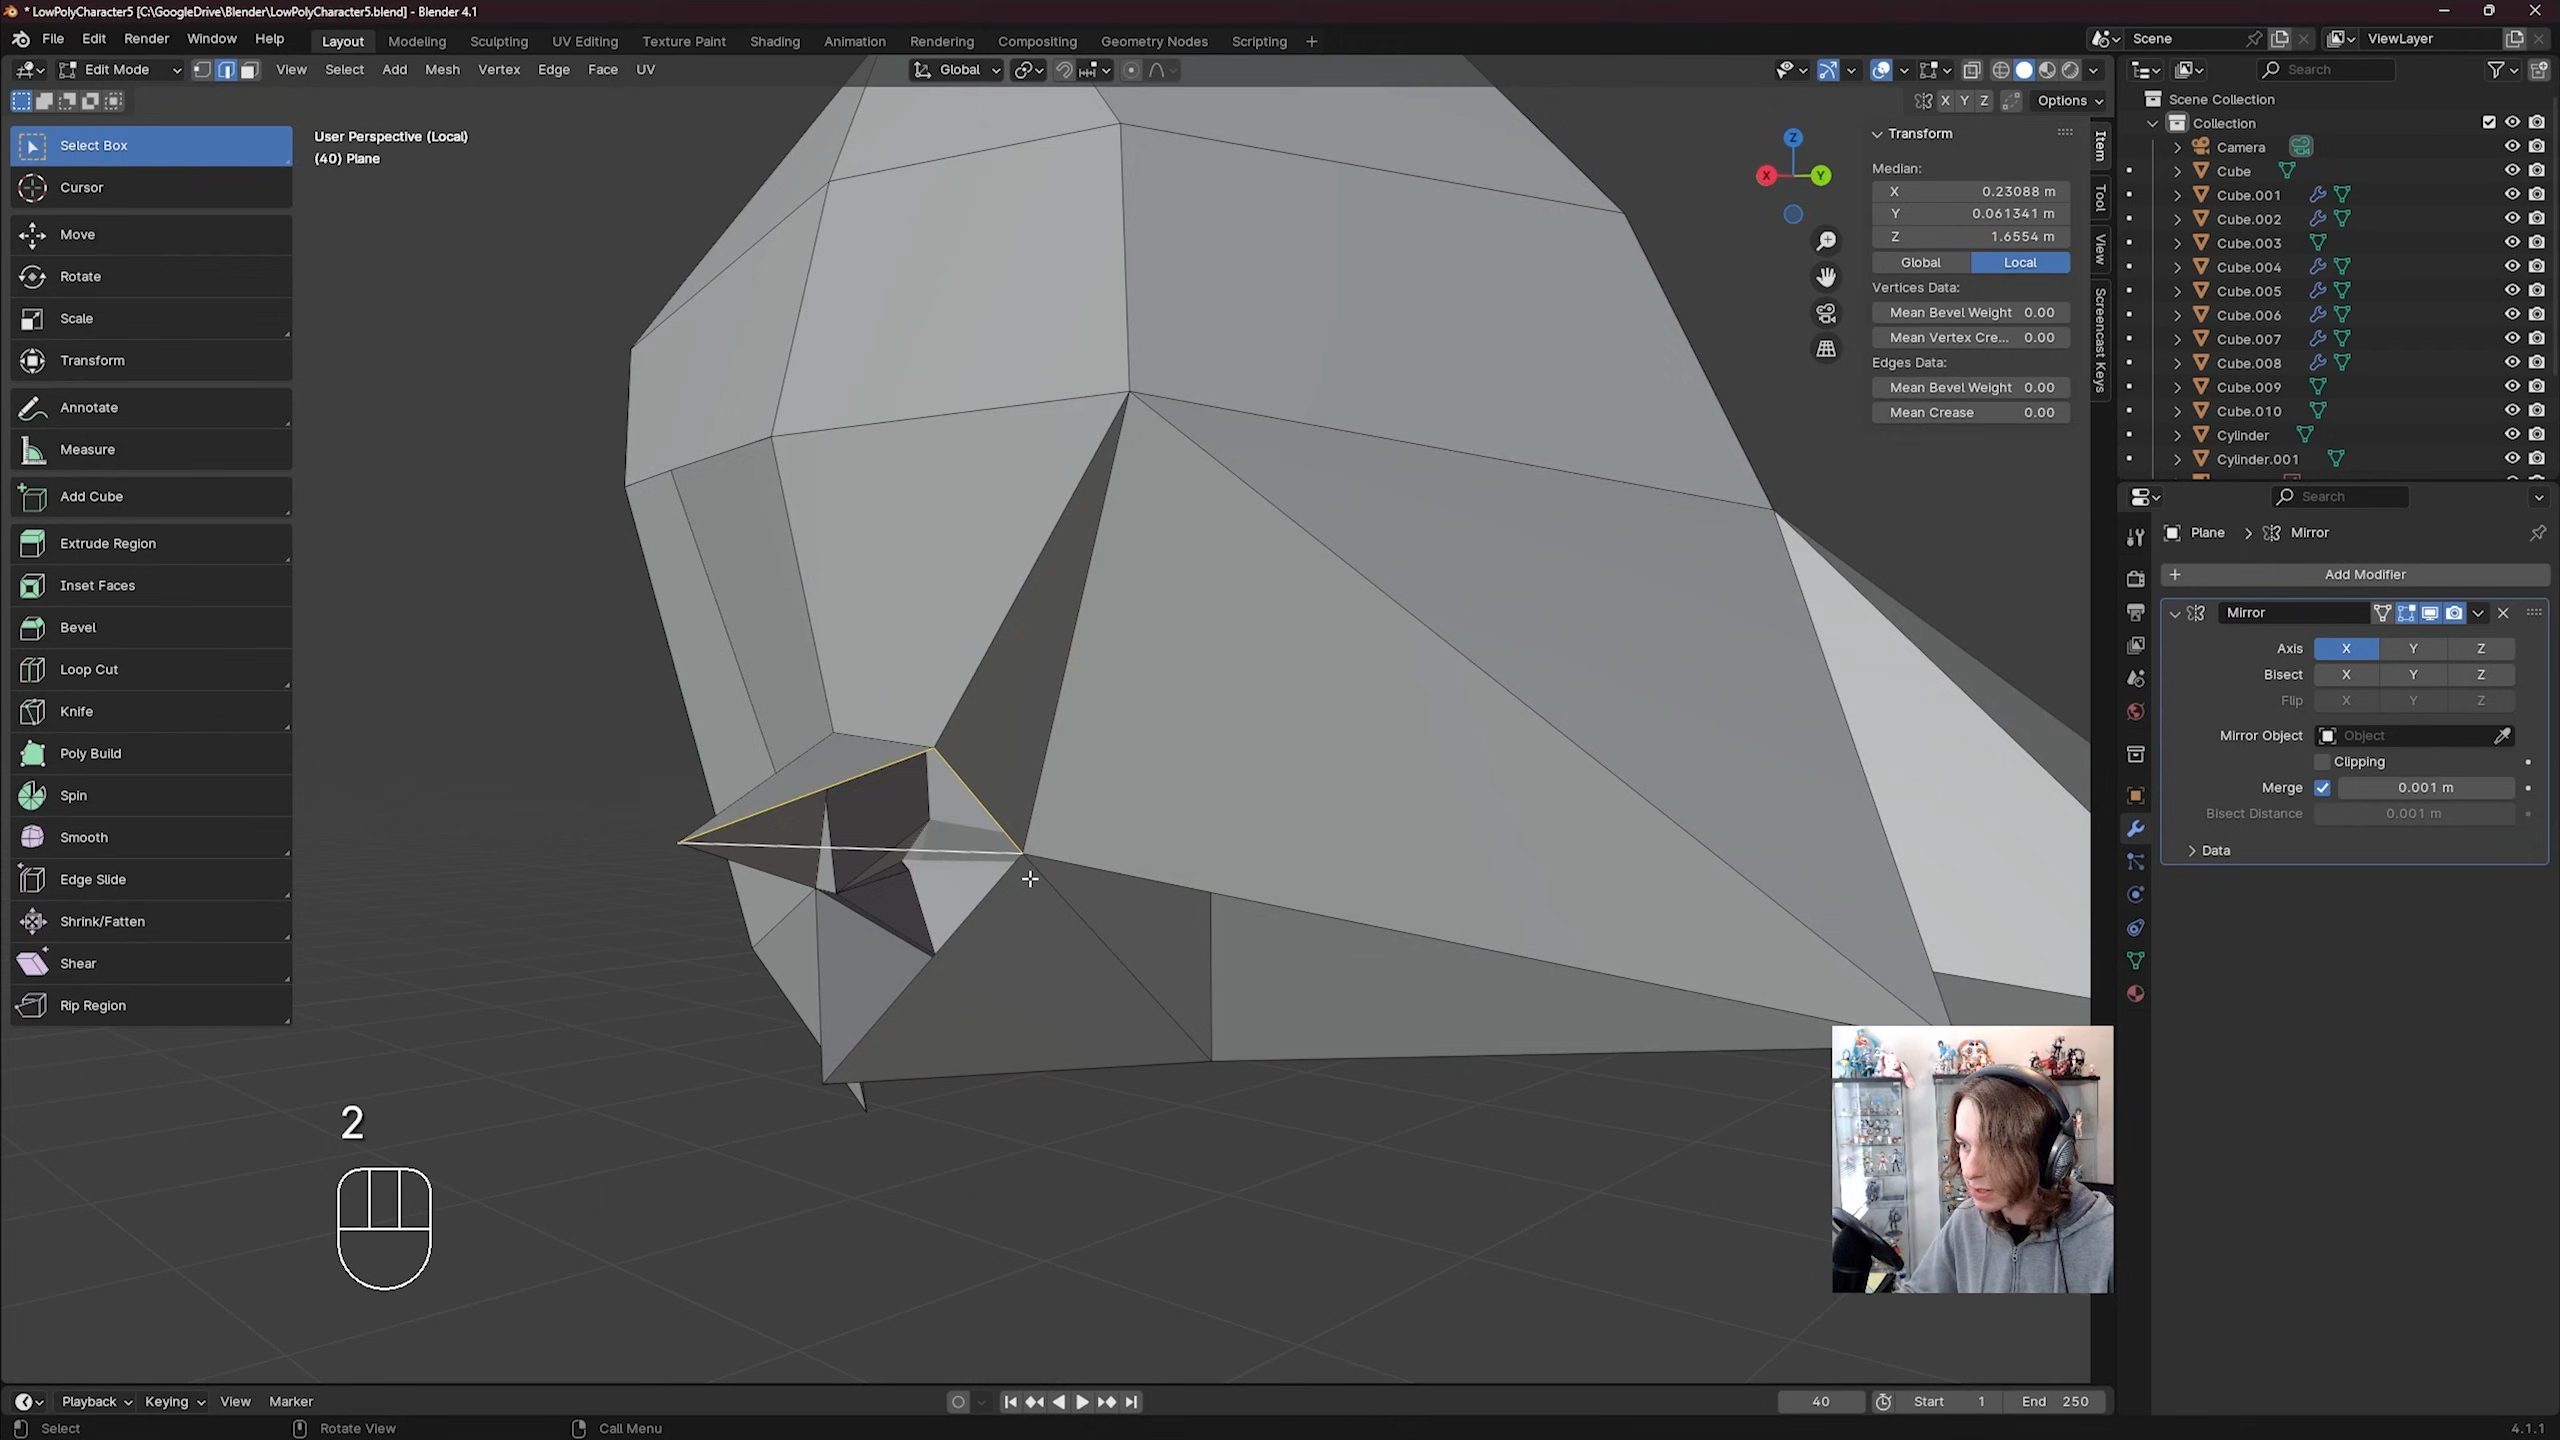 * LowPolyCharacter5 [C:\GoogleDrive\Blender\LowPolyCharacter5.blend] - Blender 4.1
File Edit Render Window Help
Layout Modeling Sculpting UV Editing Texture Paint Shading Animation Rendering Compositing Geometry Nodes Scripting +
Scene
ViewLayer
Edit Mode View Select Add Mesh Vertex Edge Face UV
Global
X Y Z
Options
User Perspective (Local)
(40) Plane
Select Box
Cursor
Move
Rotate
Scale
Transform
Annotate
Measure
Add Cube
Extrude Region
Inset Faces
Bevel
Loop Cut
Knife
Poly Build
Spin
Smooth
Edge Slide
Shrink/Fatten
Shear
Rip Region
Z
X
Y
Transform
Median:
X 0.23088 m
Y 0.061341 m
Z 1.6554 m
Global Local
Vertices Data:
Mean Bevel Weight 0.00
Mean Vertex Cre... 0.00
Edges Data:
Mean Bevel Weight 0.00
Mean Crease 0.00
Item
Tool
View
Screencast Keys
Search
Scene Collection
Collection
Camera
Cube
Cube.001
Cube.002
Cube.003
Cube.004
Cube.005
Cube.006
Cube.007
Cube.008
Cube.009
Cube.010
Cylinder
Cylinder.001
Search
Plane > Mirror
+ Add Modifier
Mirror
Axis X Y Z
Bisect X Y Z
Flip X Y Z
Mirror Object Object
Clipping
Merge 0.001 m
Bisect Distance 0.001 m
Data
2
Playback Keying View Marker
40
Start 1
End 250
Select
Rotate View
Call Menu
4.1.1